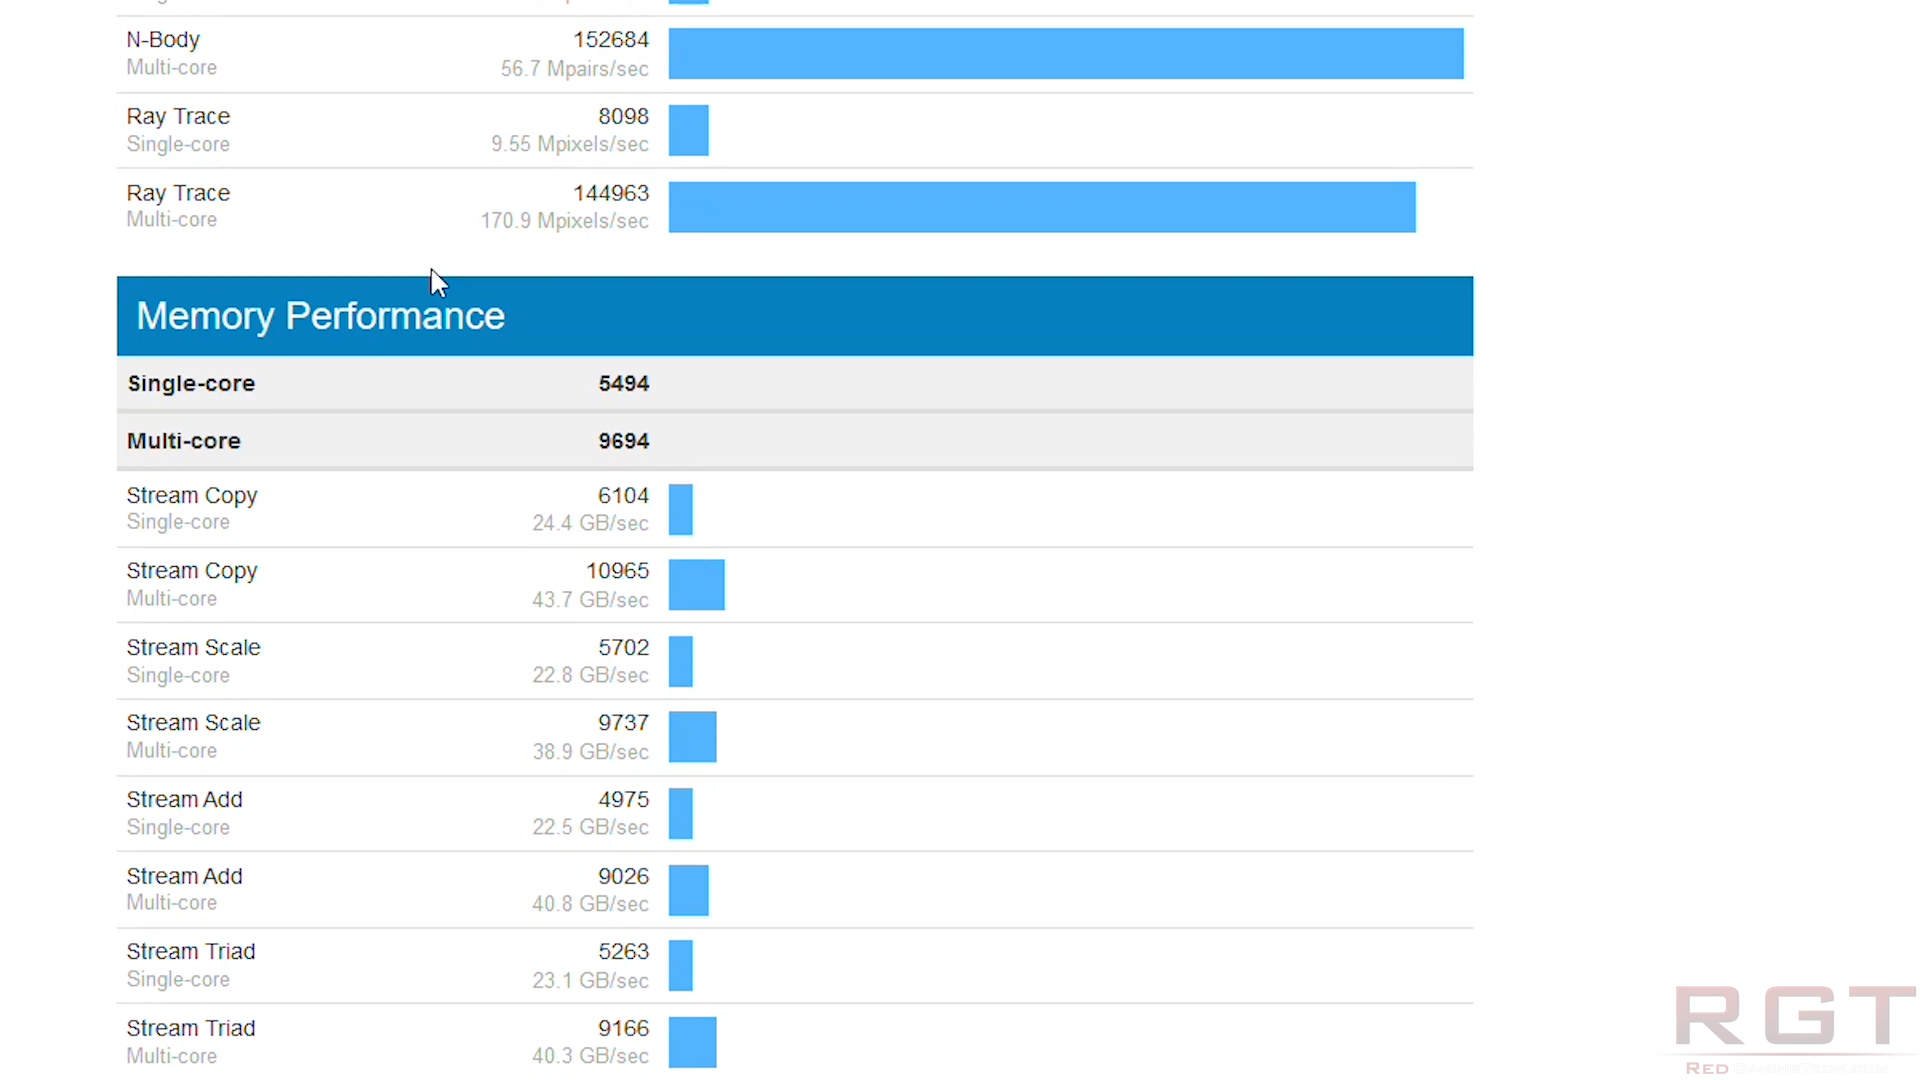 N-Body 152684
Multi-core 56.7 Mpairs/sec
Ray Trace 8098
Single-core 9.55 Mpixels/sec
Ray Trace 144963
Multi-core 170.9 Mpixels/sec
Memory Performance
Single-core 5494
Multi-core 9694
Stream Copy 6104
Single-core 24.4 GB/sec
Stream Copy 10965
Multi-core 43.7 GB/sec
Stream Scale 5702
Single-core 22.8 GB/sec
Stream Scale 9737
Multi-core 38.9 GB/sec
Stream Add 4975
Single-core 22.5 GB/sec
Stream Add 9026
Multi-core 40.8 GB/sec
Stream Triad 5263
Single-core 23.1 GB/sec
Stream Triad 9166
Multi-core 40.3 GB/sec
RGT
RED